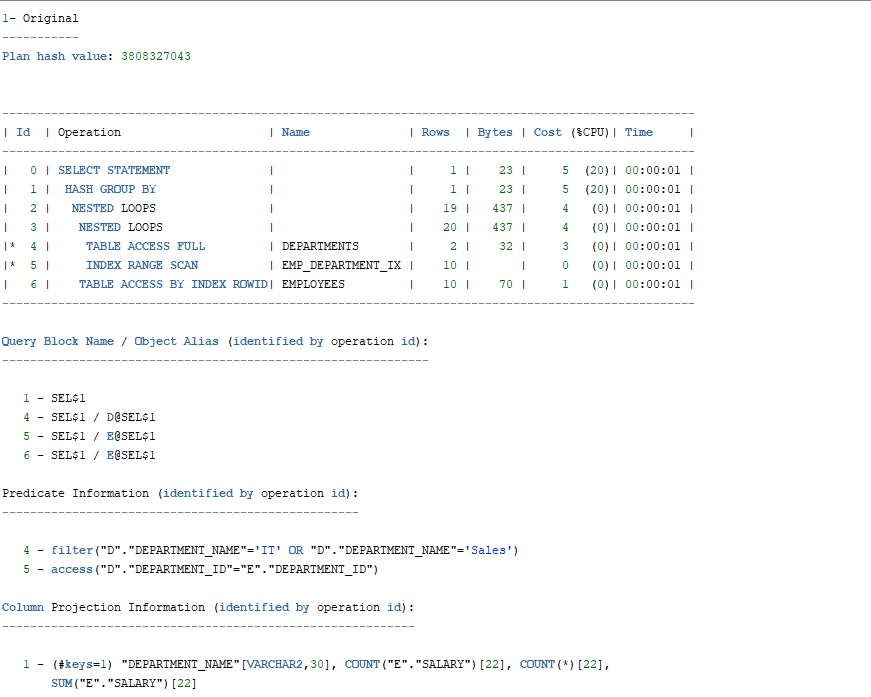 1- Original
-----------
Plan hash value: 3808327043
---------------------------------------------------------------------------------------------------
| Id  | Operation                     | Name              | Rows  | Bytes | Cost (%CPU)| Time     |
---------------------------------------------------------------------------------------------------
|   0 | SELECT STATEMENT              |                   |     1 |    23 |     5  (20)| 00:00:01 |
|   1 |  HASH GROUP BY                |                   |     1 |    23 |     5  (20)| 00:00:01 |
|   2 |   NESTED LOOPS                |                   |    19 |   437 |     4   (0)| 00:00:01 |
|   3 |    NESTED LOOPS               |                   |    20 |   437 |     4   (0)| 00:00:01 |
|*  4 |     TABLE ACCESS FULL         | DEPARTMENTS       |     2 |    32 |     3   (0)| 00:00:01 |
|*  5 |     INDEX RANGE SCAN          | EMP_DEPARTMENT_IX |    10 |       |     0   (0)| 00:00:01 |
|   6 |    TABLE ACCESS BY INDEX ROWID| EMPLOYEES         |    10 |    70 |     1   (0)| 00:00:01 |
---------------------------------------------------------------------------------------------------
Query Block Name / Object Alias (identified by operation id):
-------------------------------------------------------------
   1 - SEL$1
   4 - SEL$1 / D@SEL$1
   5 - SEL$1 / E@SEL$1
   6 - SEL$1 / E@SEL$1
Predicate Information (identified by operation id):
---------------------------------------------------
   4 - filter("D"."DEPARTMENT_NAME"='IT' OR "D"."DEPARTMENT_NAME"='Sales')
   5 - access("D"."DEPARTMENT_ID"="E"."DEPARTMENT_ID")
Column Projection Information (identified by operation id):
-----------------------------------------------------------
   1 - (#keys=1) "DEPARTMENT_NAME"[VARCHAR2,30], COUNT("E"."SALARY")[22], COUNT(*)[22],
       SUM("E"."SALARY")[22]